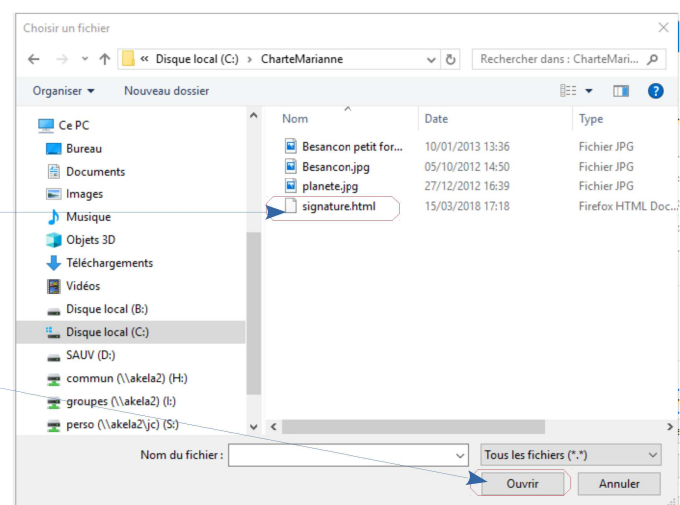 Choisir un fichier
« Disque local (C:) > CharteMarianne
Rechercher dans : CharteMari...
Organiser Nouveau dossier
Nom Date Type
Ce PC
Bureau
Documents
Images
Musique
Objets 3D
Téléchargements
Vidéos
Disque local (B:)
Disque local (C:)
SAUV (D:)
commun (\\akela2) (H:)
groupes (\\akela2) (I:)
perso (\\akela2\jc) (S:)
Besancon petit for... 10/01/2013 13:36 Fichier JPG
Besancon.jpg 05/10/2012 14:50 Fichier JPG
planete.jpg 27/12/2012 16:39 Fichier JPG
signature.html 15/03/2018 17:18 Firefox HTML Doc...
Nom du fichier : Tous les fichiers (*.*)
Ouvrir Annuler